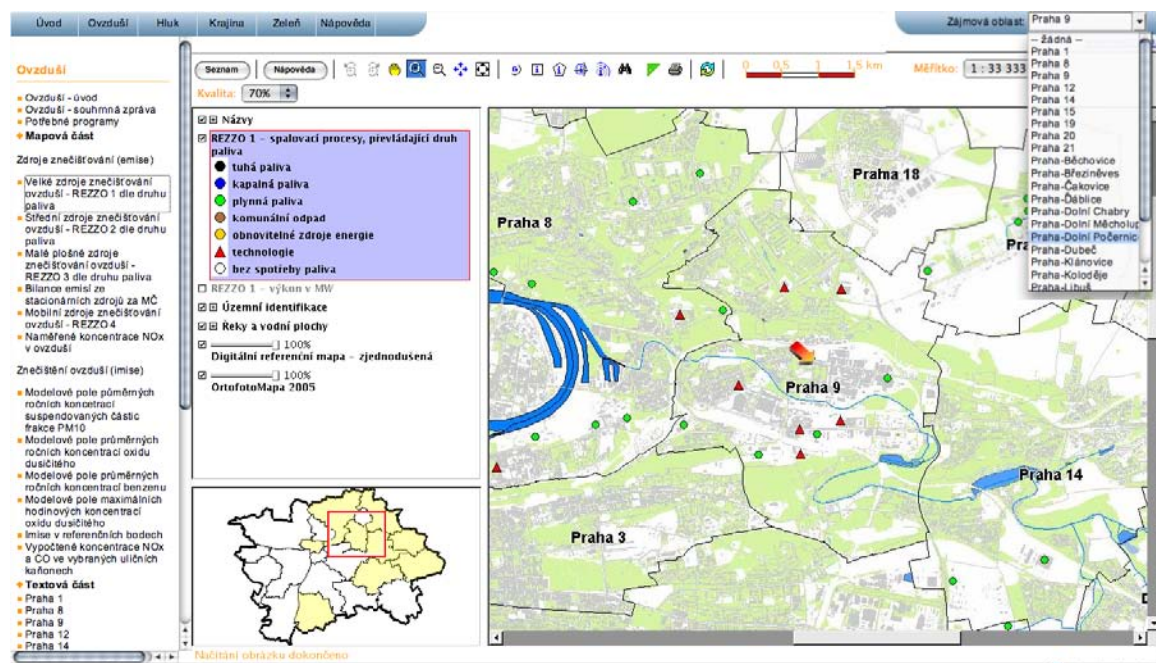 Úvod Ovzduší Hluk Krajina Zeleň Nápověda
Zájmová oblast: Praha 9
-- žádná --
Praha 1
Praha 8
Praha 9
Praha 12
Praha 14
Praha 15
Praha 19
Praha 20
Praha 21
Praha-Běchovice
Praha-Březiněves
Praha-Čakovice
Praha-Ďáblice
Praha-Dolní Chabry
Praha-Dolní Měcholup
Praha-Dolní Počernic
Praha-Dubeč
Praha-Klánovice
Praha-Koloděje
Praha-Libuš
Seznam Nápověda
0 0,5 1 1,5 km
Měřítko: 1 : 33 333
Kvalita: 70%
Ovzduší
Ovzduší - úvod
Ovzduší - souhrnná zpráva
Potřebné programy
Mapová část
Zdroje znečišťování (emise)
Velké zdroje znečišťování
ovzduší - REZZO 1 dle druhu
paliva
Střední zdroje znečišťování
ovzduší - REZZO 2 dle druhu
paliva
Malé plošné zdroje
znečišťování ovzduší -
REZZO 3 dle druhu paliva
Bilance emisí ze
stacionárních zdrojů za MČ
Mobilní zdroje znečišťování
ovzduší - REZZO 4
Naměřené koncentrace NOx
v ovzduší
Znečištění ovzduší (imise)
Modelové pole půměrných
ročních koncetrací
suspendovaných částic
frakce PM10
Modelové pole průměrných
ročních koncentrací oxidu
dusičitého
Modelové pole průměrných
ročních koncentrací benzenu
Modelové pole maximálních
hodinových koncentrací
oxidu dusičitého
Imise v referenčních bodech
Vypočtené koncentrace NOx
a CO ve vybraných uličních
kaňonech
Textová část
Praha 1
Praha 8
Praha 9
Praha 12
Praha 14
Názvy
REZZO 1 - spalovací procesy, převládající druh
paliva
tuhá paliva
kapalná paliva
plynná paliva
komunální odpad
obnovitelné zdroje energie
technologie
bez spotřeby paliva
REZZO 1 - výkon v MW
Územní identifikace
Řeky a vodní plochy
100%
Digitální referenční mapa - zjednodušená
100%
OrtofotoMapa 2005
Praha 18
Praha 8
Praha 9
Praha 14
Praha 3
Načítání obrázku dokončeno